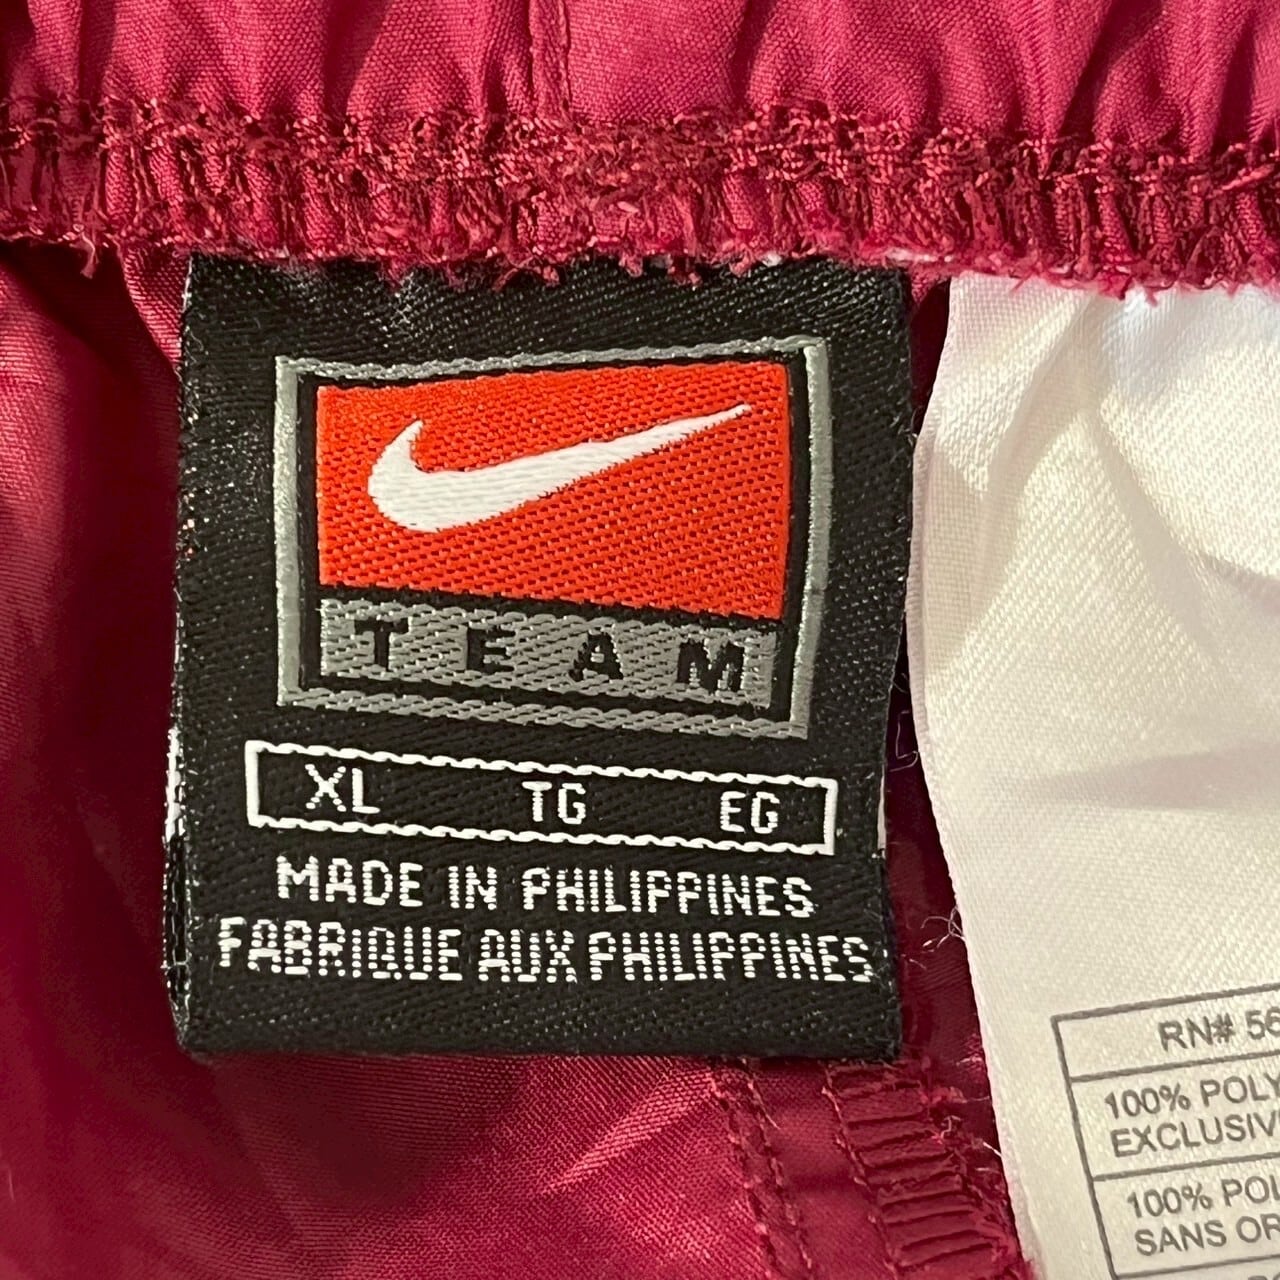 TEAM
XL TG EG
MADE IN PHILIPPINES
FABRIQUE AUX PHILIPPINES
RN# 56
100% POLY
EXCLUSIV
100% POL
SANS OR